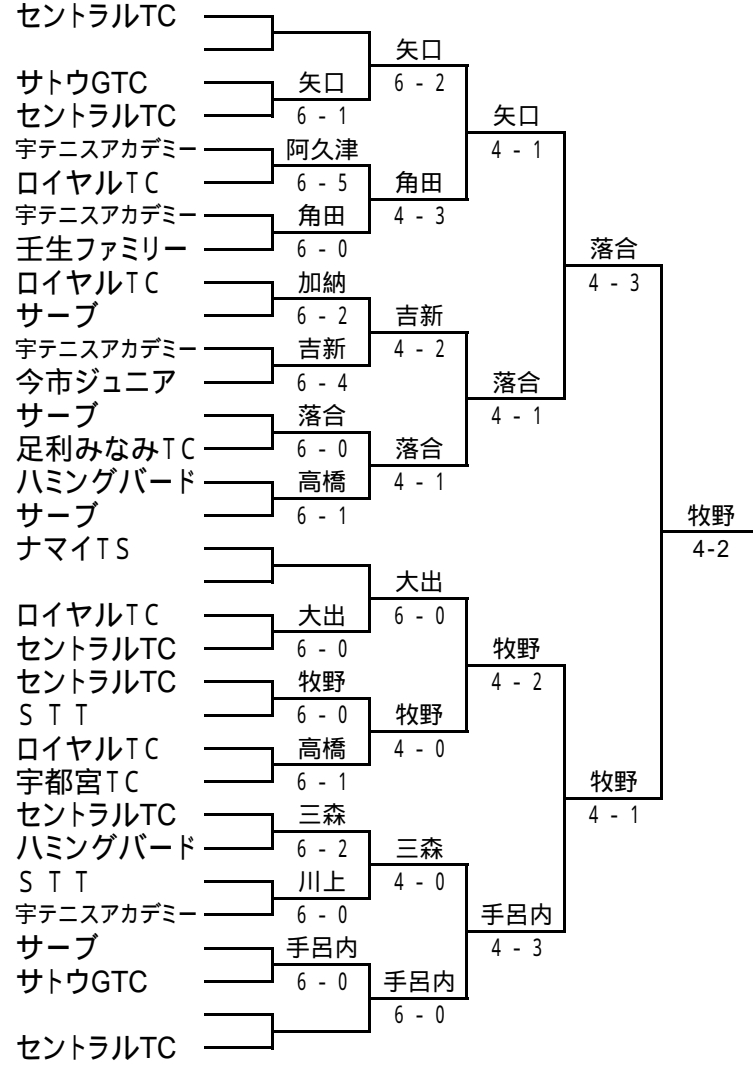 セントラルTC
矢口
サトウGTC
矢口
6 - 2
セントラルTC
6 - 1
矢口
宇テニスアカデミー
阿久津
4 - 1
ロイヤルTC
6 - 5
角田
宇テニスアカデミー
角田
4 - 3
壬生ファミリー
6 - 0
落合
ロイヤルTC
加納
4 - 3
サーブ
6 - 2
吉新
宇テニスアカデミー
吉新
4 - 2
今市ジュニア
6 - 4
落合
サーブ
落合
4 - 1
足利みなみTC
6 - 0
落合
ハミングバード
高橋
4 - 1
サーブ
6 - 1
牧野
ナマイTS
4-2
大出
ロイヤルTC
大出
6 - 0
セントラルTC
6 - 0
牧野
セントラルTC
牧野
4 - 2
STT
6 - 0
牧野
ロイヤルTC
高橋
4 - 0
宇都宮TC
6 - 1
牧野
セントラルTC
三森
4 - 1
ハミングバード
6 - 2
三森
STT
川上
4 - 0
宇テニスアカデミー
6 - 0
手呂内
サーブ
手呂内
4 - 3
サトウGTC
6 - 0
手呂内
6 - 0
セントラルTC